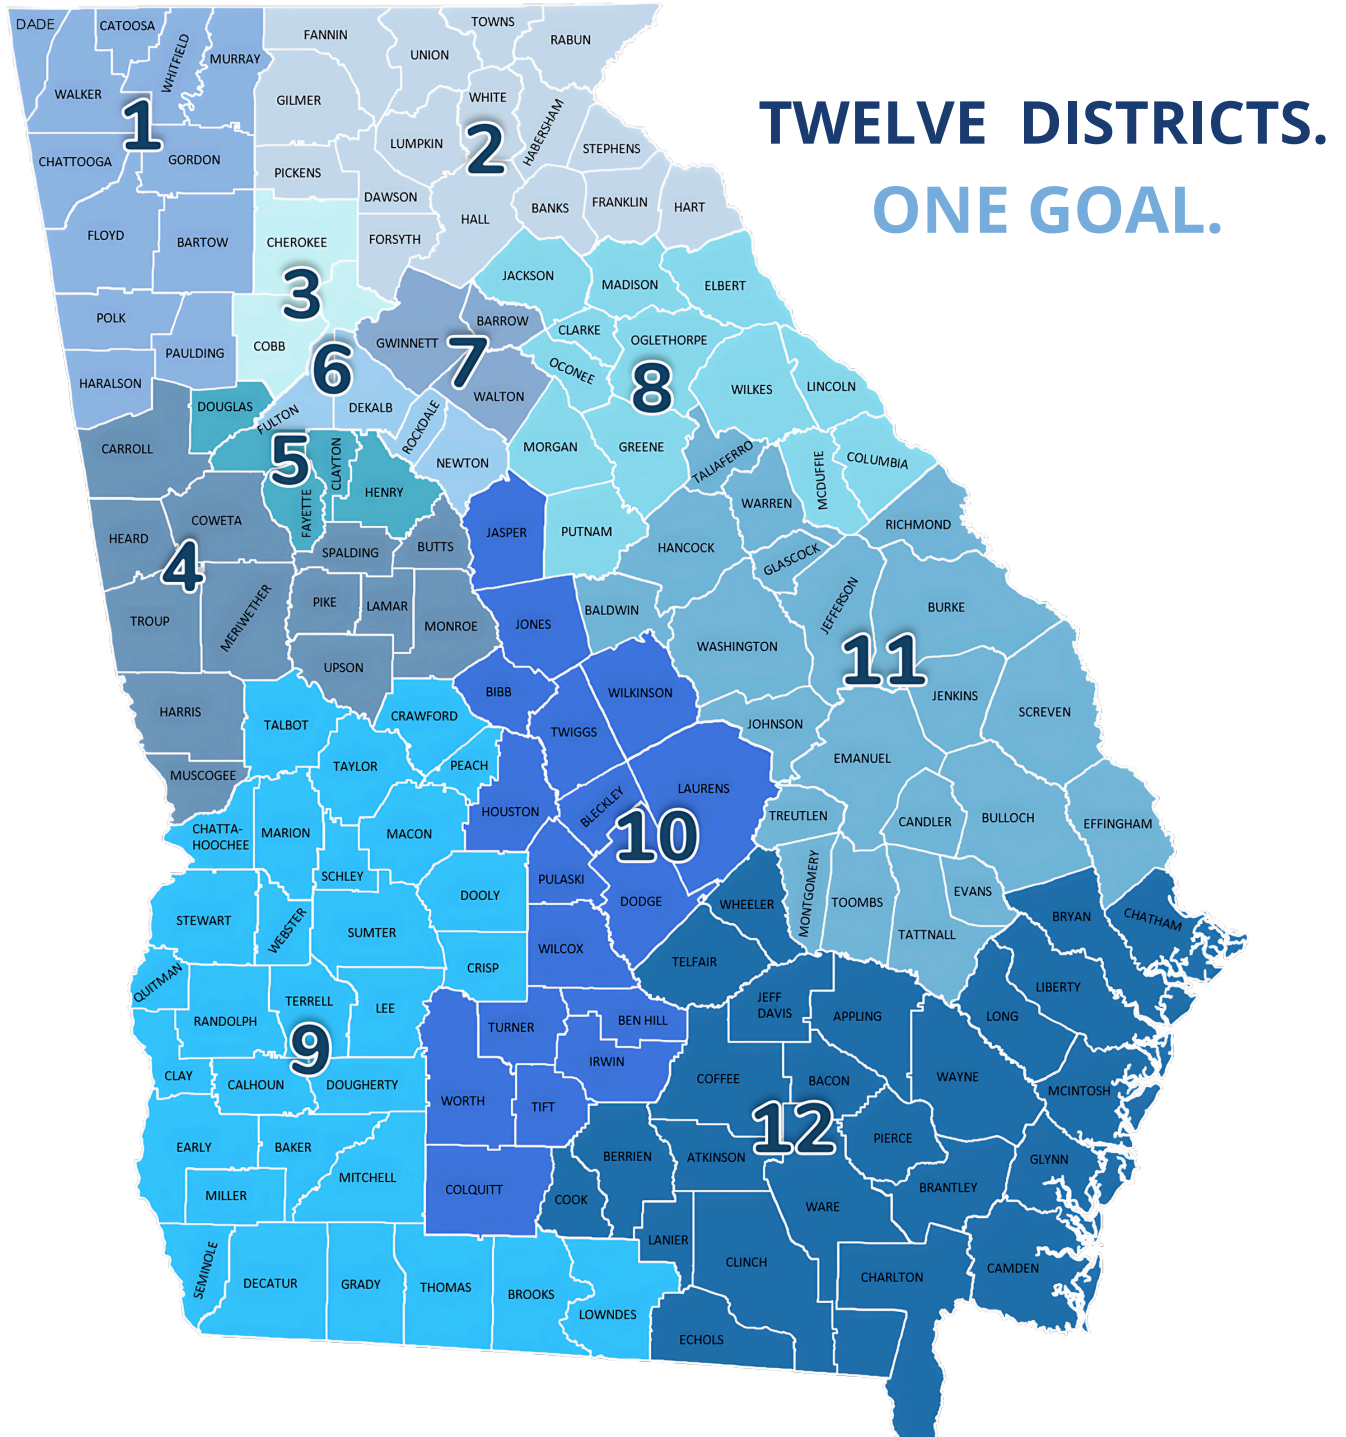 TWELVE DISTRICTS.
ONE GOAL.
DADE
CATOOSA
WHITFIELD
MURRAY
WALKER
1
CHATTOOGA
GORDON
FLOYD
BARTOW
POLK
PAULDING
HARALSON
FANNIN
UNION
TOWNS
RABUN
GILMER
WHITE
HABERSHAM
LUMPKIN
2
STEPHENS
PICKENS
DAWSON
HALL
BANKS
FRANKLIN
HART
FORSYTH
CHEROKEE
3
COBB
GWINNETT
BARROW
7
WALTON
6
FULTON
DEKALB
ROCKDALE
NEWTON
DOUGLAS
5
CLAYTON
FAYETTE
HENRY
JACKSON
MADISON
ELBERT
CLARKE
OGLETHORPE
OCONEE
8
WILKES
LINCOLN
MORGAN
GREENE
MCDUFFIE
COLUMBIA
PUTNAM
CARROLL
COWETA
HEARD
4
SPALDING
BUTTS
TROUP
MERIWETHER
PIKE
LAMAR
MONROE
UPSON
HARRIS
MUSCOGEE
TALIAFERRO
WARREN
RICHMOND
HANCOCK
GLASCOCK
BALDWIN
WASHINGTON
JEFFERSON
BURKE
11
JENKINS
SCREVEN
JOHNSON
EMANUEL
TREUTLEN
CANDLER
BULLOCH
EFFINGHAM
MONTGOMERY
TOOMBS
EVANS
TATTNALL
JASPER
JONES
BIBB
WILKINSON
TWIGGS
HOUSTON
BLECKLEY
LAURENS
10
PULASKI
DODGE
WILCOX
TURNER
BEN HILL
IRWIN
WORTH
TIFT
COLQUITT
TALBOT
CRAWFORD
TAYLOR
PEACH
CHATTA-
HOOCHEE
MARION
MACON
SCHLEY
DOOLY
STEWART
WEBSTER
SUMTER
CRISP
QUITMAN
RANDOLPH
TERRELL
LEE
9
CLAY
CALHOUN
DOUGHERTY
EARLY
BAKER
MILLER
MITCHELL
SEMINOLE
DECATUR
GRADY
THOMAS
BROOKS
LOWNDES
WHEELER
TELFAIR
BRYAN
CHATHAM
JEFF
DAVIS
APPLING
LONG
LIBERTY
COFFEE
BACON
WAYNE
MCINTOSH
12
PIERCE
BERRIEN
ATKINSON
GLYNN
COOK
WARE
BRANTLEY
LANIER
CLINCH
CHARLTON
CAMDEN
ECHOLS